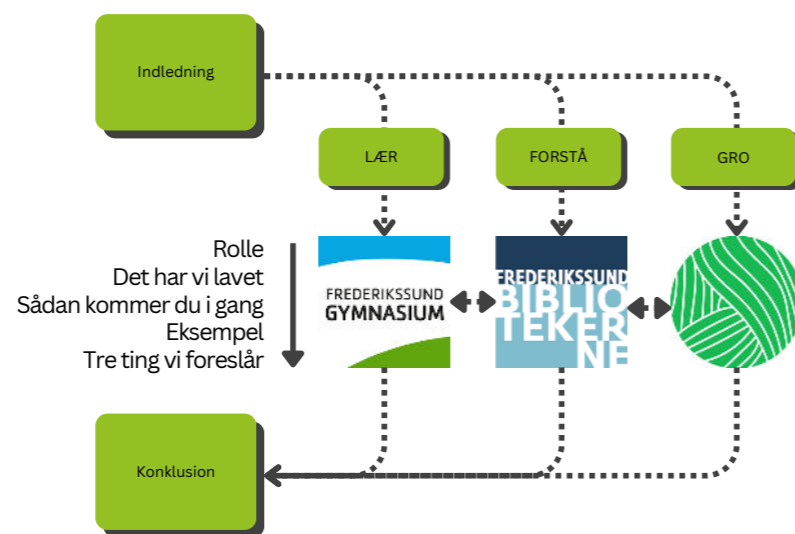 Indledning
LÆR
FORSTÅ
GRO
Rolle
Det har vi lavet
Sådan kommer du i gang
Eksempel
Tre ting vi foreslår
FREDERIKSSUND
GYMNASIUM
FREDERIKSSUND
BIBLIO
TEKER
NE
Konklusion